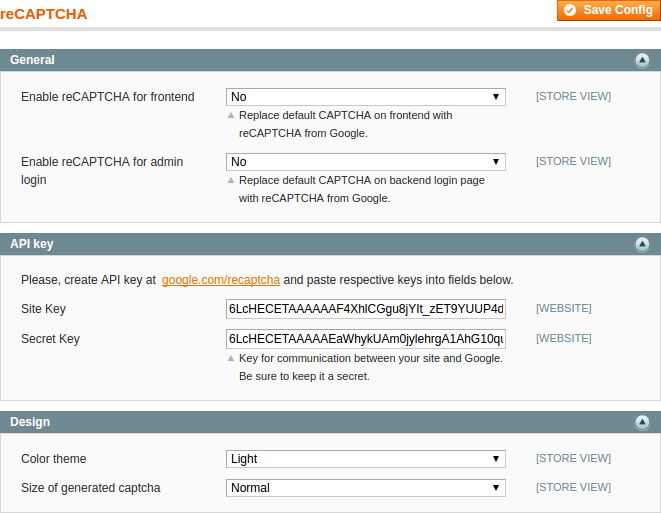 reCAPTCHA
Save Config
General
Enable reCAPTCHA for frontend No [STORE VIEW]
Replace default CAPTCHA on frontend with
reCAPTCHA from Google.
Enable reCAPTCHA for admin No [STORE VIEW]
login
Replace default CAPTCHA on backend login page
with reCAPTCHA from Google.
API key
Please, create API key at google.com/recaptcha and paste respective keys into fields below.
Site Key [WEBSITE]
Secret Key [WEBSITE]
Key for communication between your site and Google.
Be sure to keep it a secret.
Design
Color theme Light [STORE VIEW]
Size of generated captcha Normal [STORE VIEW]